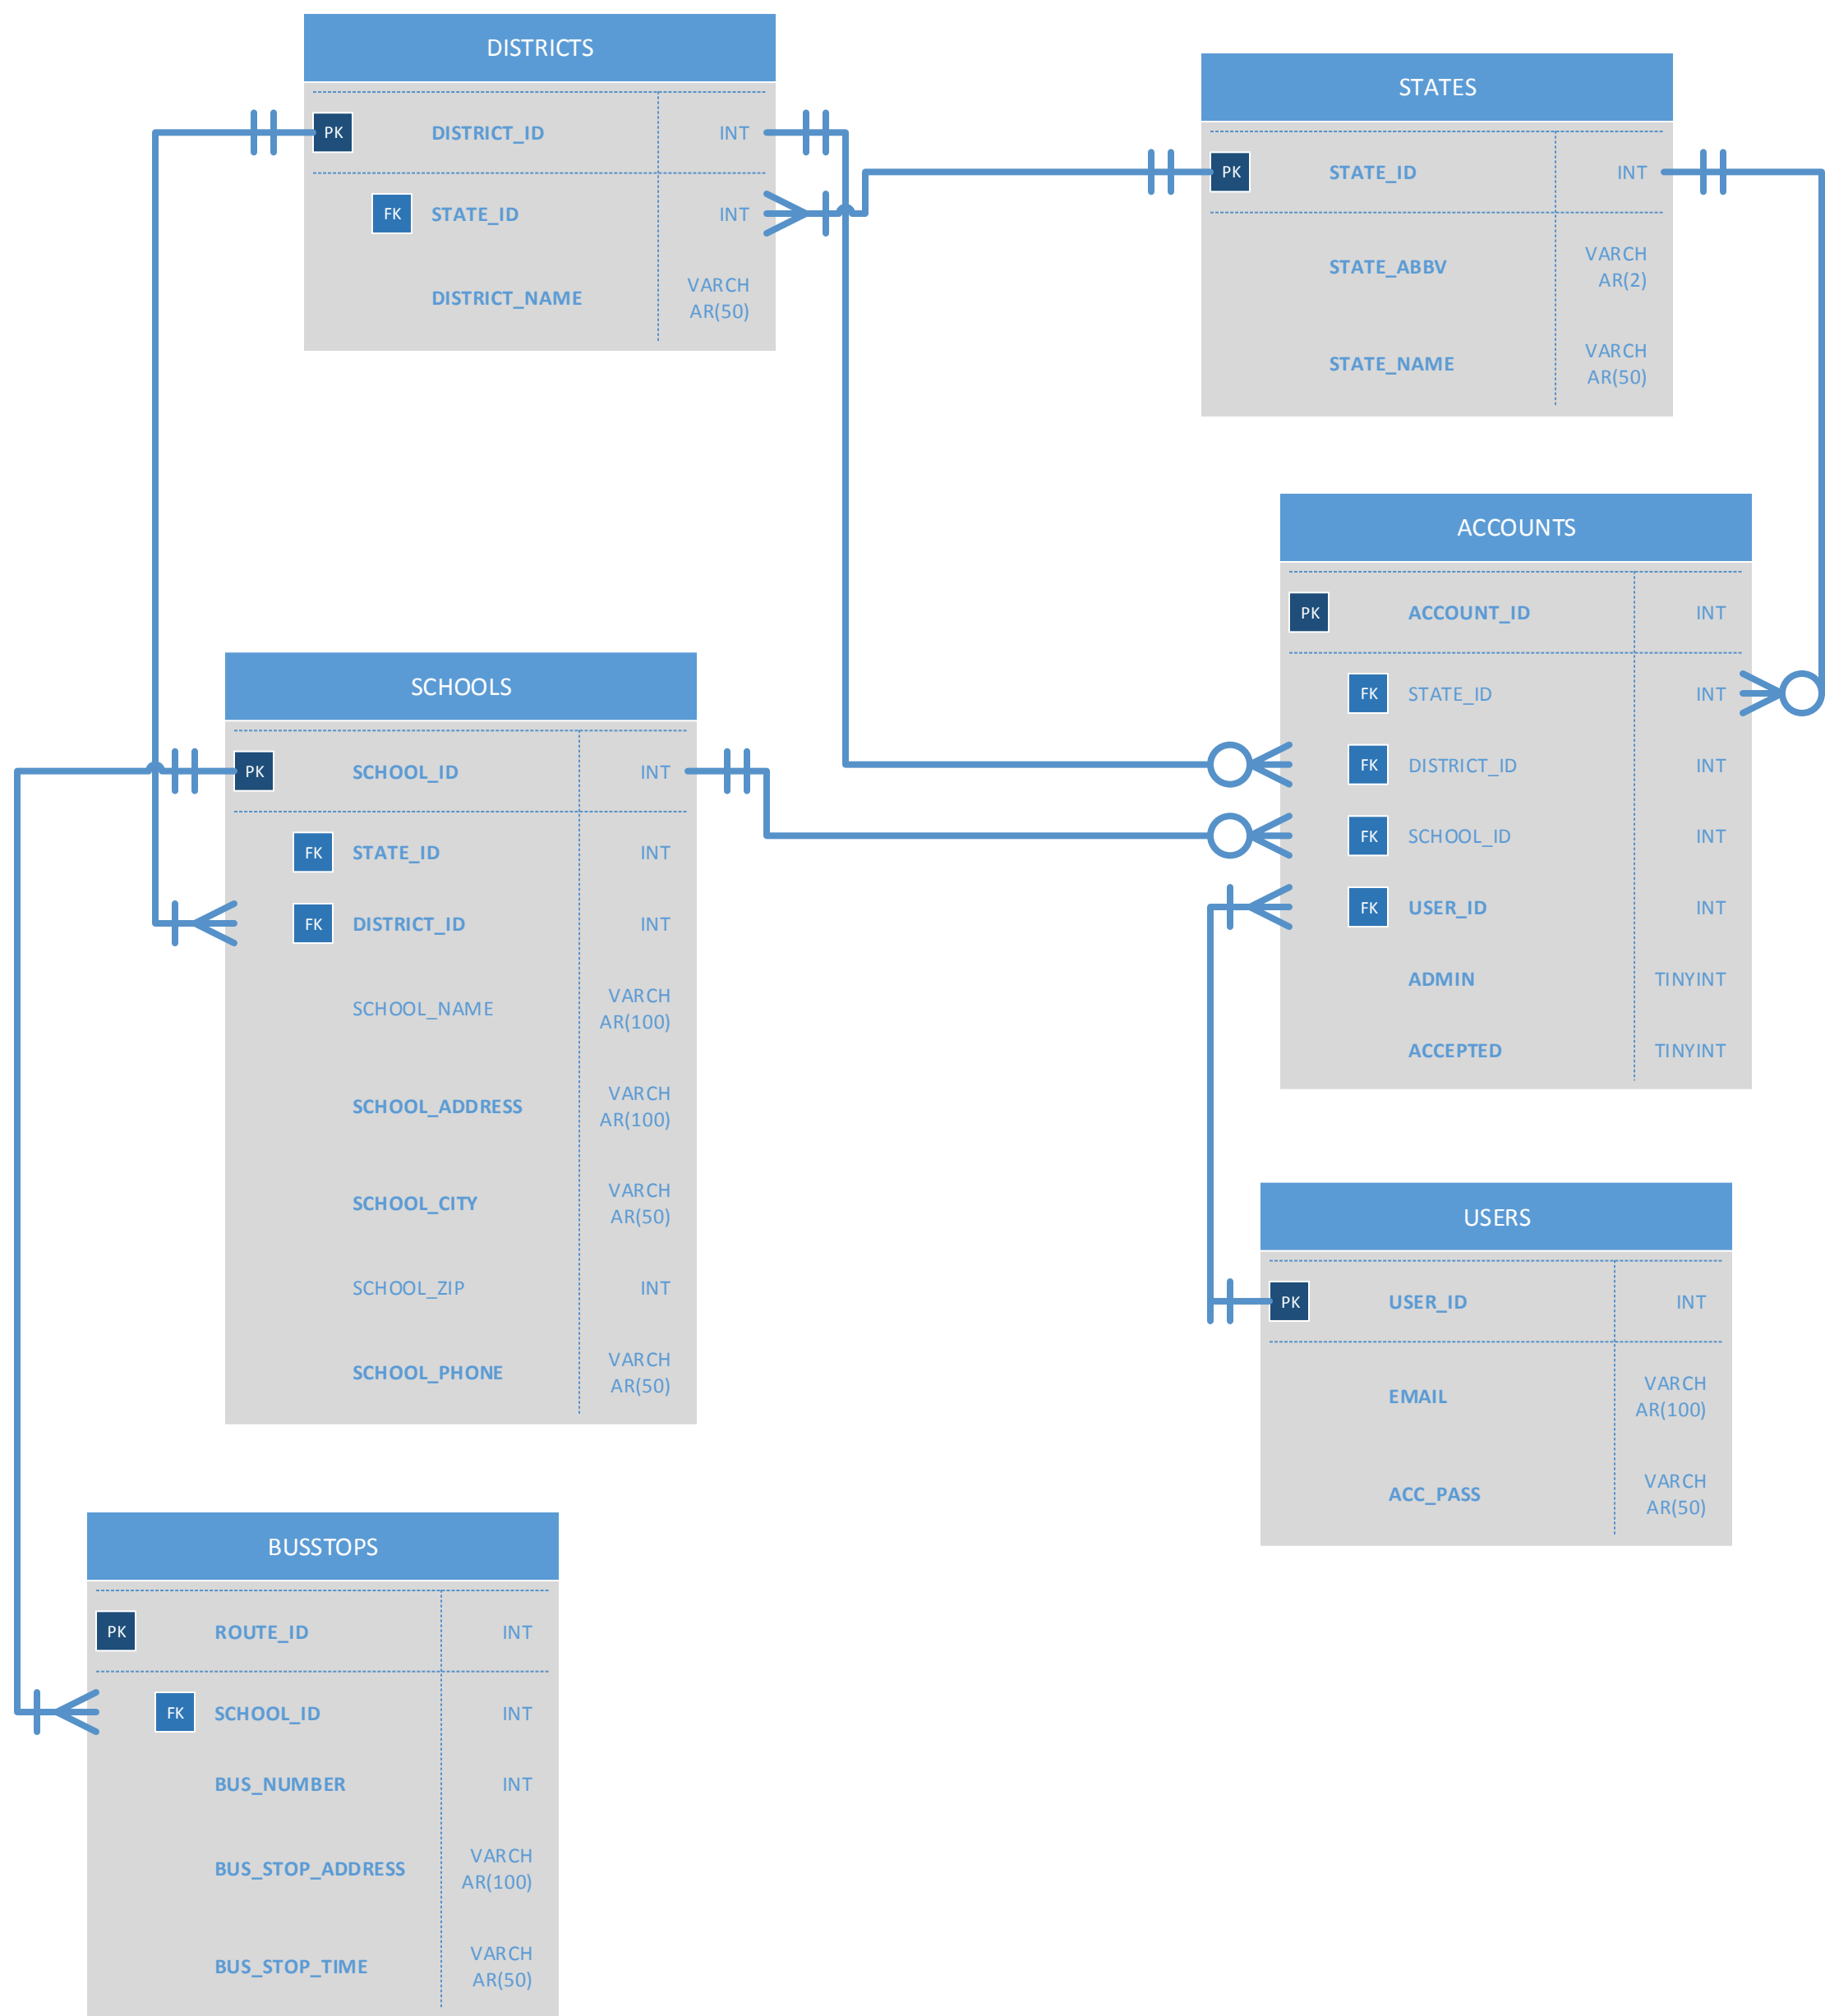 DISTRICTS
PK DISTRICT_ID INT
FK STATE_ID INT
DISTRICT_NAME VARCH
AR(50)
STATES
PK STATE_ID INT
STATE_ABBV VARCH
AR(2)
STATE_NAME VARCH
AR(50)
ACCOUNTS
PK ACCOUNT_ID INT
FK STATE_ID INT
FK DISTRICT_ID INT
FK SCHOOL_ID INT
FK USER_ID INT
ADMIN TINYINT
ACCEPTED TINYINT
SCHOOLS
PK SCHOOL_ID INT
FK STATE_ID INT
FK DISTRICT_ID INT
SCHOOL_NAME VARCH
AR(100)
SCHOOL_ADDRESS VARCH
AR(100)
SCHOOL_CITY VARCH
AR(50)
SCHOOL_ZIP INT
SCHOOL_PHONE VARCH
AR(50)
USERS
PK USER_ID INT
EMAIL VARCH
AR(100)
ACC_PASS VARCH
AR(50)
BUSSTOPS
PK ROUTE_ID INT
FK SCHOOL_ID INT
BUS_NUMBER INT
BUS_STOP_ADDRESS VARCH
AR(100)
BUS_STOP_TIME VARCH
AR(50)